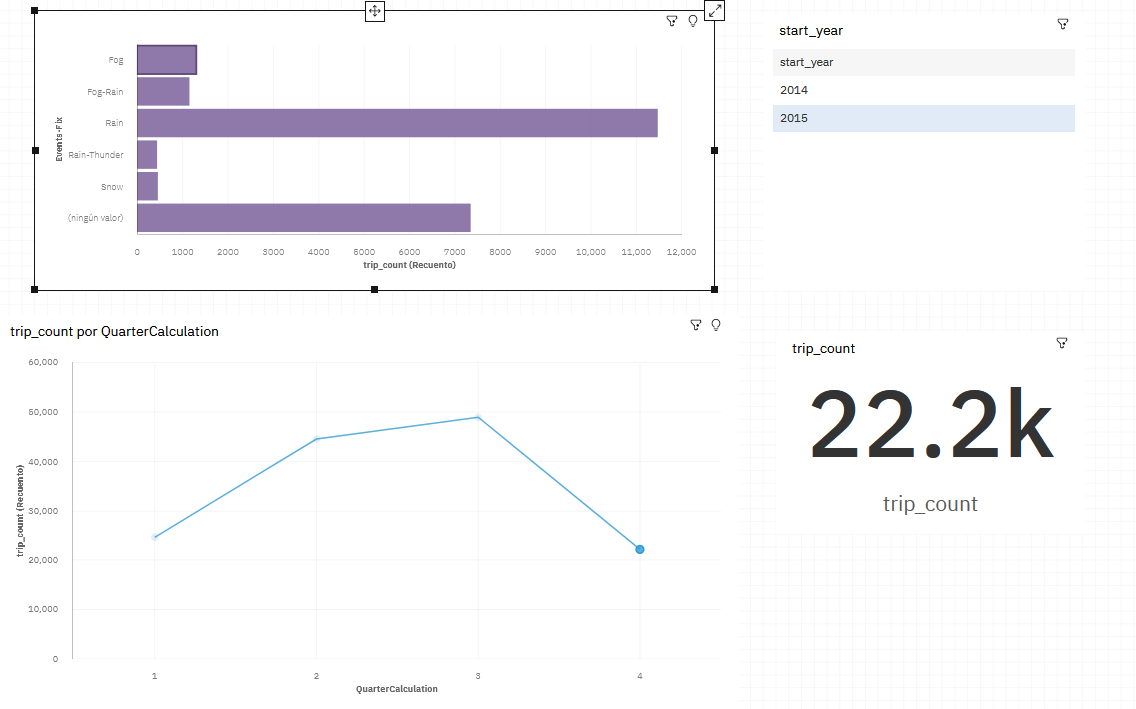 start_year
Fog
Fog-Rain
Rain
Rain-Thunder
Snow
(ningún valor)
Events-Fix
0 1000 2000 3000 4000 5000 6000 7000 8000 9000 10,000 11,000 12,000
trip_count (Recuento)
start_year
2014
2015
trip_count por QuarterCalculation
60,000
50,000
40,000
30,000
20,000
10,000
0
trip_count (Recuento)
1 2 3 4
QuarterCalculation
trip_count
22.2k
trip_count